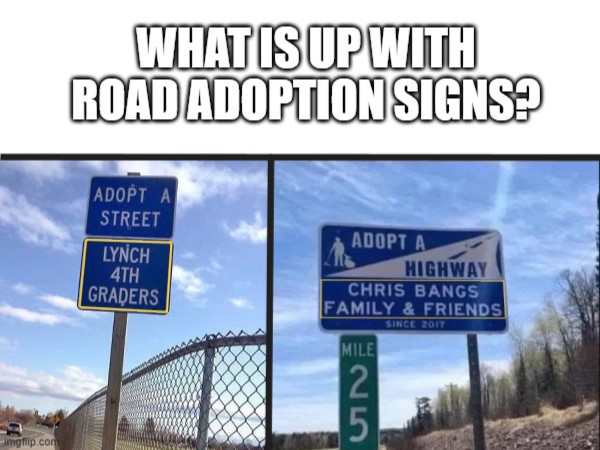 WHAT IS UP WITH
ROAD ADOPTION SIGNS?
ADOPT A
STREET
LYNCH
4TH
GRADERS
ADOPT A
HIGHWAY
CHRIS BANGS
FAMILY & FRIENDS
SINCE 2017
MILE
2
5
imgflip.com